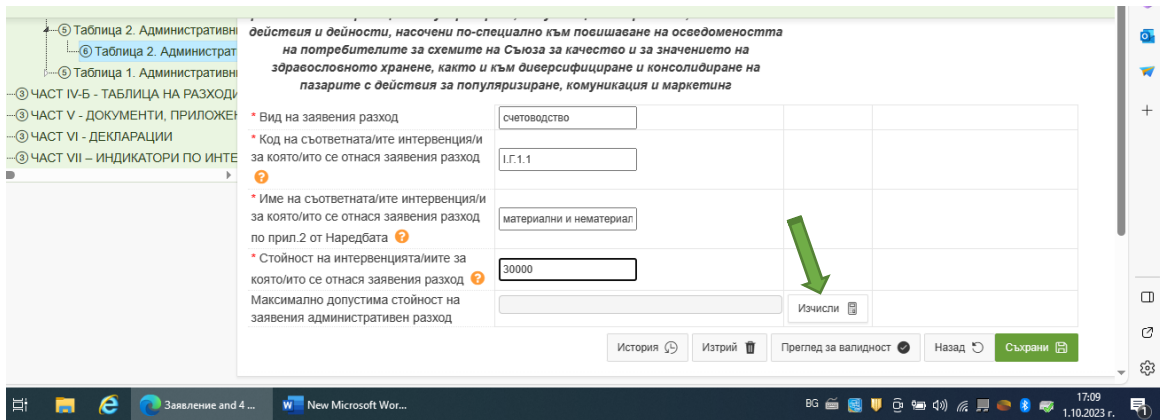 ⑤ Таблица 2. Административни
⑥ Таблица 2. Администрат
⑤ Таблица 1. Административни
③ ЧАСТ IV-Б - ТАБЛИЦА НА РАЗХОДИ
③ ЧАСТ V - ДОКУМЕНТИ, ПРИЛОЖЕН
③ ЧАСТ VI - ДЕКЛАРАЦИИ
③ ЧАСТ VII – ИНДИКАТОРИ ПО ИНТЕ
действия и дейности, насочени по-специално към повишаване на осведомеността
на потребителите за схемите на Съюза за качество и за значението на
здравословното хранене, както и към диверсифициране и консолидиране на
пазарите с действия за популяризиране, комуникация и маркетинг
* Вид на заявения разход
счетоводство
* Код на съответната/ите интервенция/и
за която/ито се отнася заявения разход
I.Г.1.1
* Име на съответната/ите интервенция/и
за която/ито се отнася заявения разход
по прил.2 от Наредбата
материални и нематериал
* Стойност на интервенцията/иите за
която/ито се отнася заявения разход
30000
Максимално допустима стойност на
заявения административен разход
Изчисли
История
Изтрий
Преглед за валидност
Назад
Съхрани
Заявление and 4 ...
New Microsoft Wor...
BG
17:09
1.10.2023 г.
1